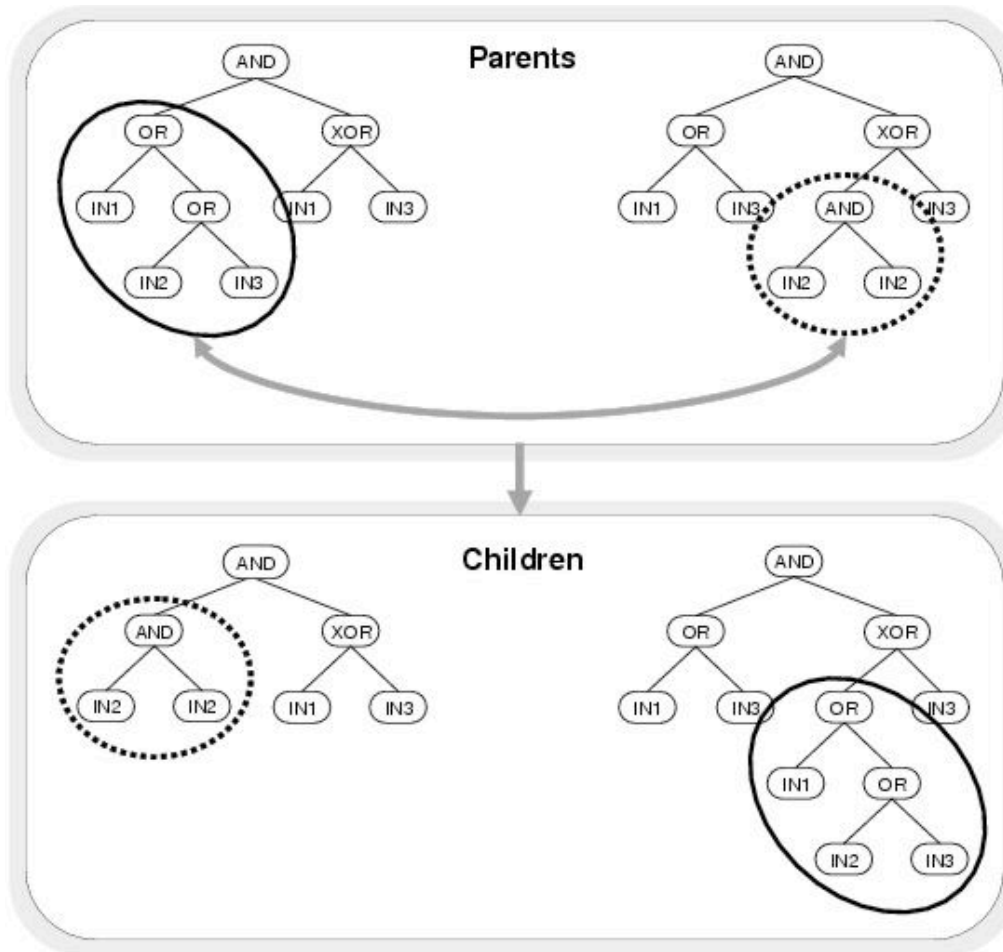 Parents
AND AND
OR XOR OR XOR
IN1 OR IN1 IN3 IN1 IN3 AND IN3
IN2 IN3 IN2 IN2
Children
AND AND
AND XOR OR XOR
IN2 IN2 IN1 IN3 IN1 IN3 OR IN3
IN1 OR
IN2 IN3